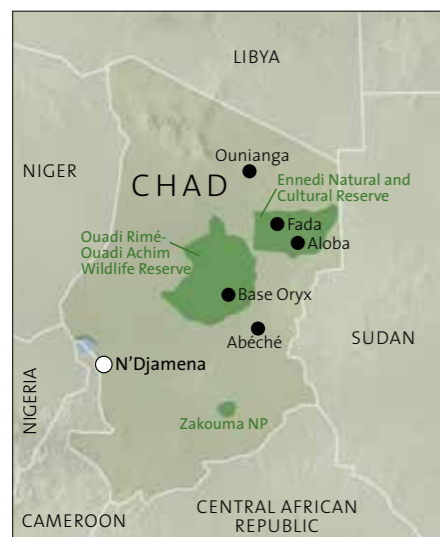 LIBYA
NIGER
Ounianga
CHAD
Ennedi Natural and
Cultural Reserve
Fada
Aloba
Ouadi Rimé-
Ouadi Achim
Wildlife Reserve
Base Oryx
Abéché
SUDAN
N’Djamena
NIGERIA
Zakouma NP
CENTRAL AFRICAN
REPUBLIC
CAMEROON